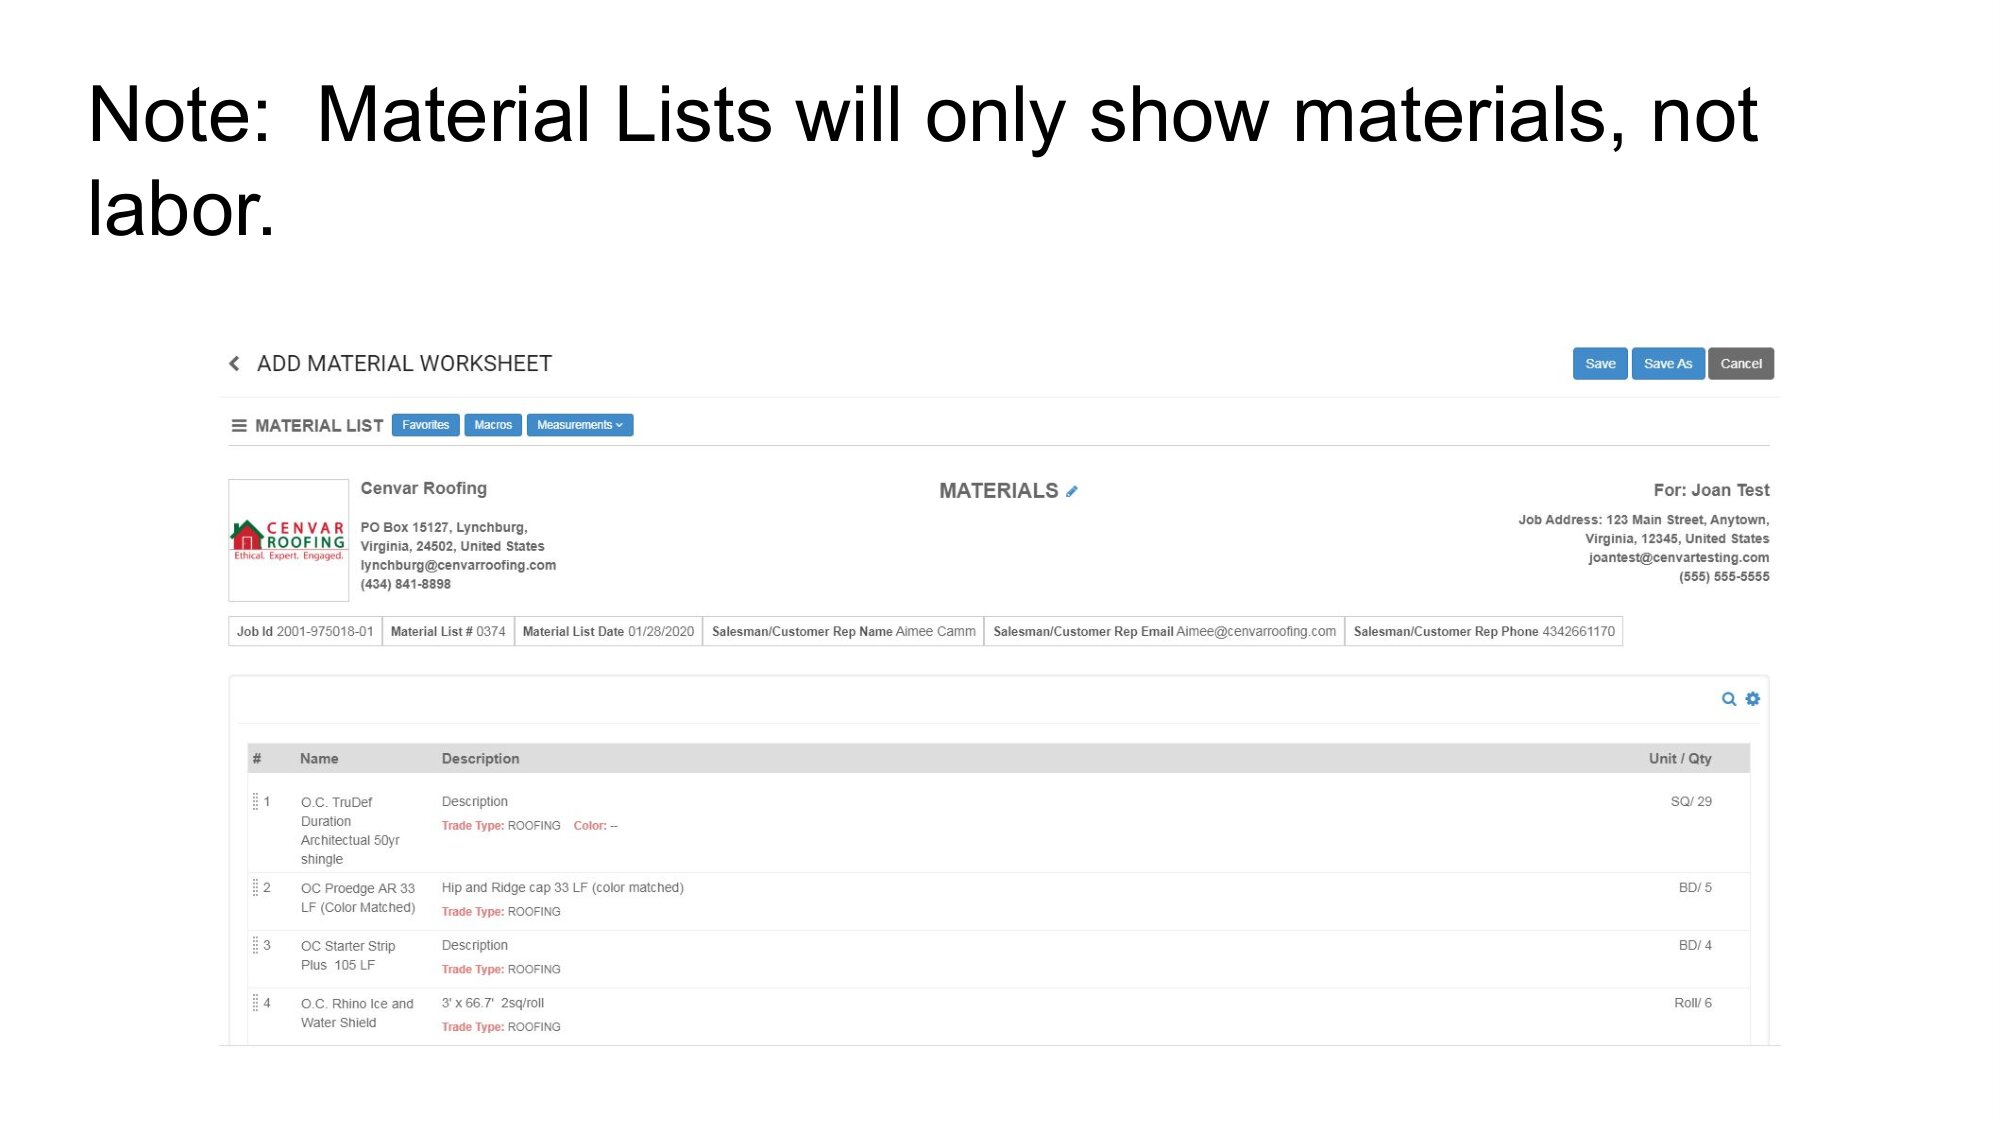 Note:  Material Lists will only show materials, not
labor.
ADD MATERIAL WORKSHEET
Save Save As Cancel
MATERIAL LIST Favorites Macros Measurements
CENVAR
ROOFING
Ethical. Expert. Engaged.
Cenvar Roofing
PO Box 15127, Lynchburg,
Virginia, 24502, United States
lynchburg@cenvarroofing.com
(434) 841-8898
MATERIALS
For: Joan Test
Job Address: 123 Main Street, Anytown,
Virginia, 12345, United States
joantest@cenvartesting.com
(555) 555-5555
Job Id 2001-975018-01 Material List # 0374 Material List Date 01/28/2020 Salesman/Customer Rep Name Aimee Camm Salesman/Customer Rep Email Aimee@cenvarroofing.com Salesman/Customer Rep Phone 4342661170
# Name Description Unit / Qty
1 O.C. TruDef Description SQ/ 29
Duration Trade Type: ROOFING Color: --
Architectual 50yr
shingle
2 OC Proedge AR 33 Hip and Ridge cap 33 LF (color matched) BD/ 5
LF (Color Matched) Trade Type: ROOFING
3 OC Starter Strip Description BD/ 4
Plus  105 LF Trade Type: ROOFING
4 O.C. Rhino Ice and 3' x 66.7'  2sq/roll Roll/ 6
Water Shield Trade Type: ROOFING